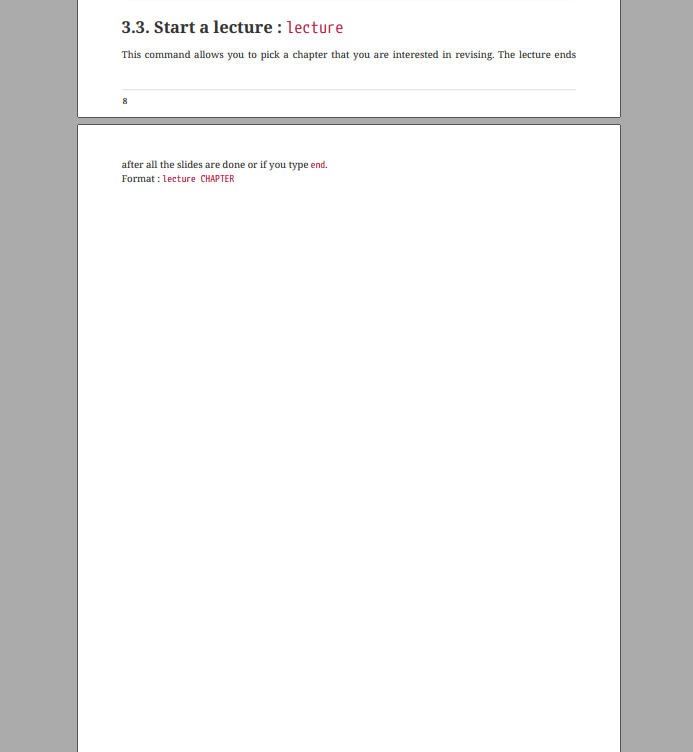 3.3. Start a lecture : lecture
This command allows you to pick a chapter that you are interested in revising. The lecture ends
8
after all the slides are done or if you type end.
Format : lecture CHAPTER